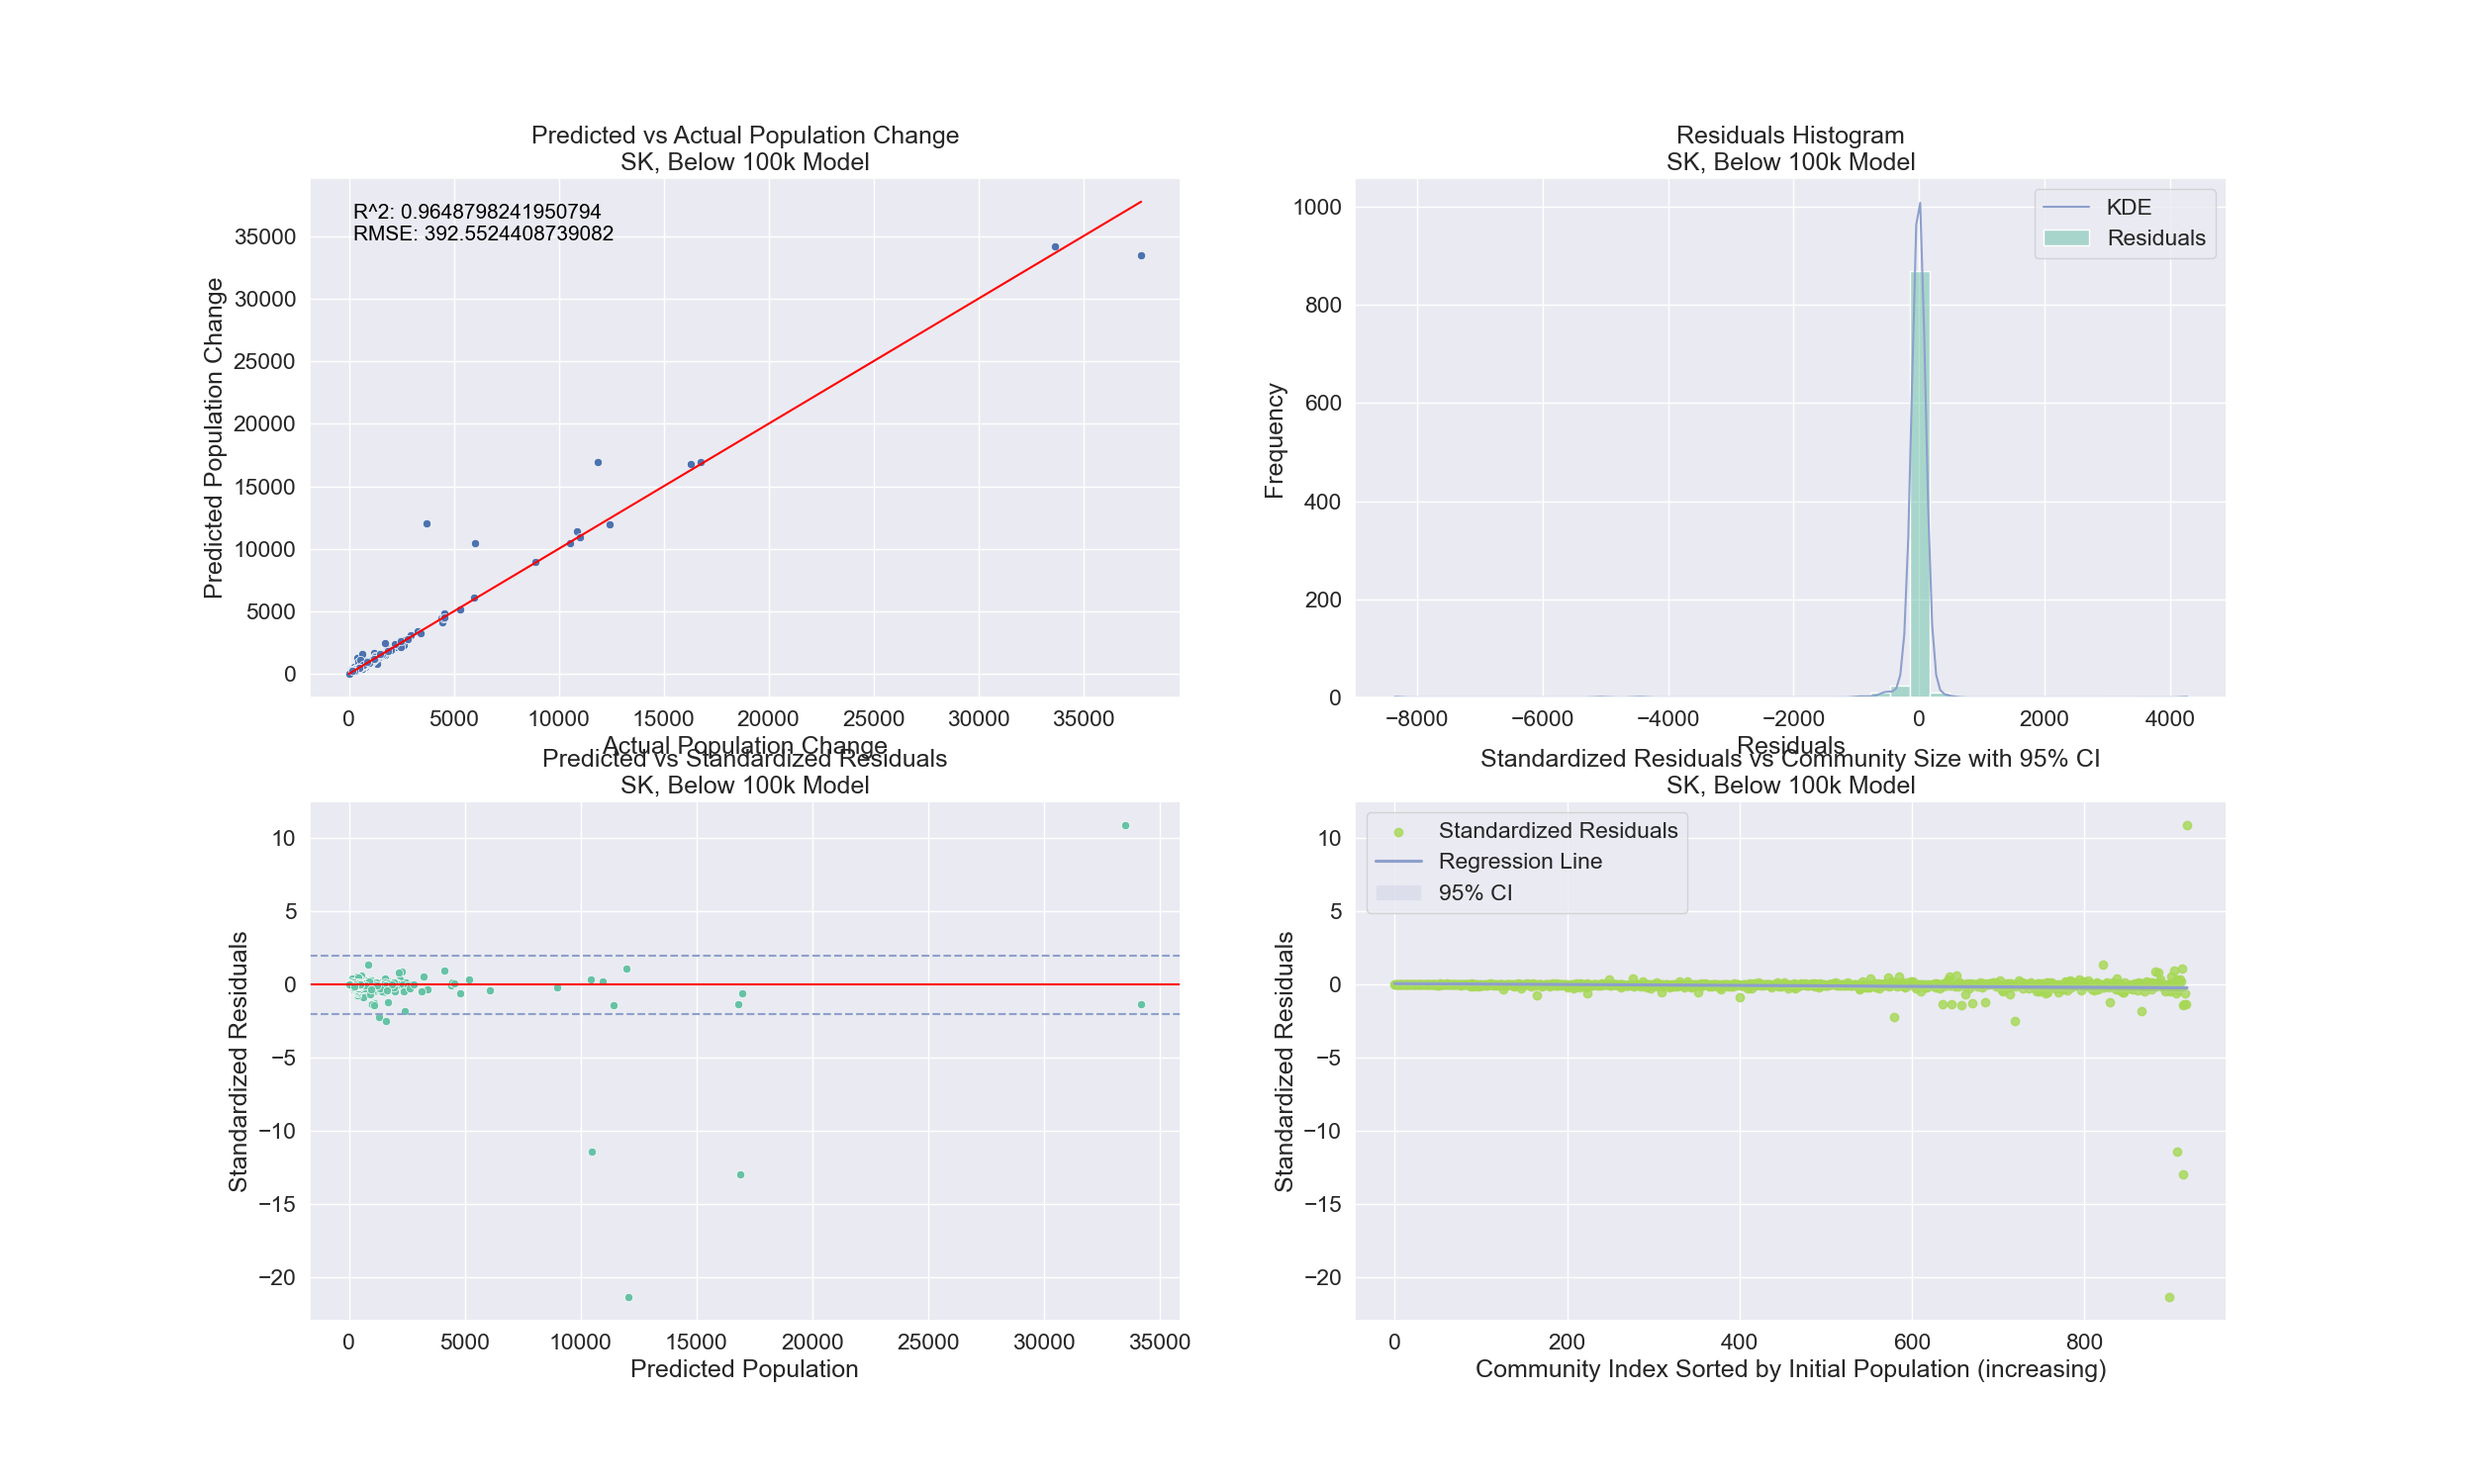 Predicted vs Actual Population Change
SK, Below 100k Model
R^2: 0.9648798241950794
RMSE: 392.5524408739082
Predicted Population Change
35000
30000
25000
20000
15000
10000
5000
0
0 5000 10000 15000 20000 25000 30000 35000
Actual Population Change
Residuals Histogram
SK, Below 100k Model
KDE
Residuals
Frequency
1000
800
600
400
200
0
−8000 −6000 −4000 −2000 0 2000 4000
Residuals
Predicted vs Standardized Residuals
SK, Below 100k Model
Standardized Residuals
10
5
0
−5
−10
−15
−20
0 5000 10000 15000 20000 25000 30000 35000
Predicted Population
Standardized Residuals vs Community Size with 95% CI
SK, Below 100k Model
Standardized Residuals
Regression Line
95% CI
Standardized Residuals
10
5
0
−5
−10
−15
−20
0 200 400 600 800
Community Index Sorted by Initial Population (increasing)